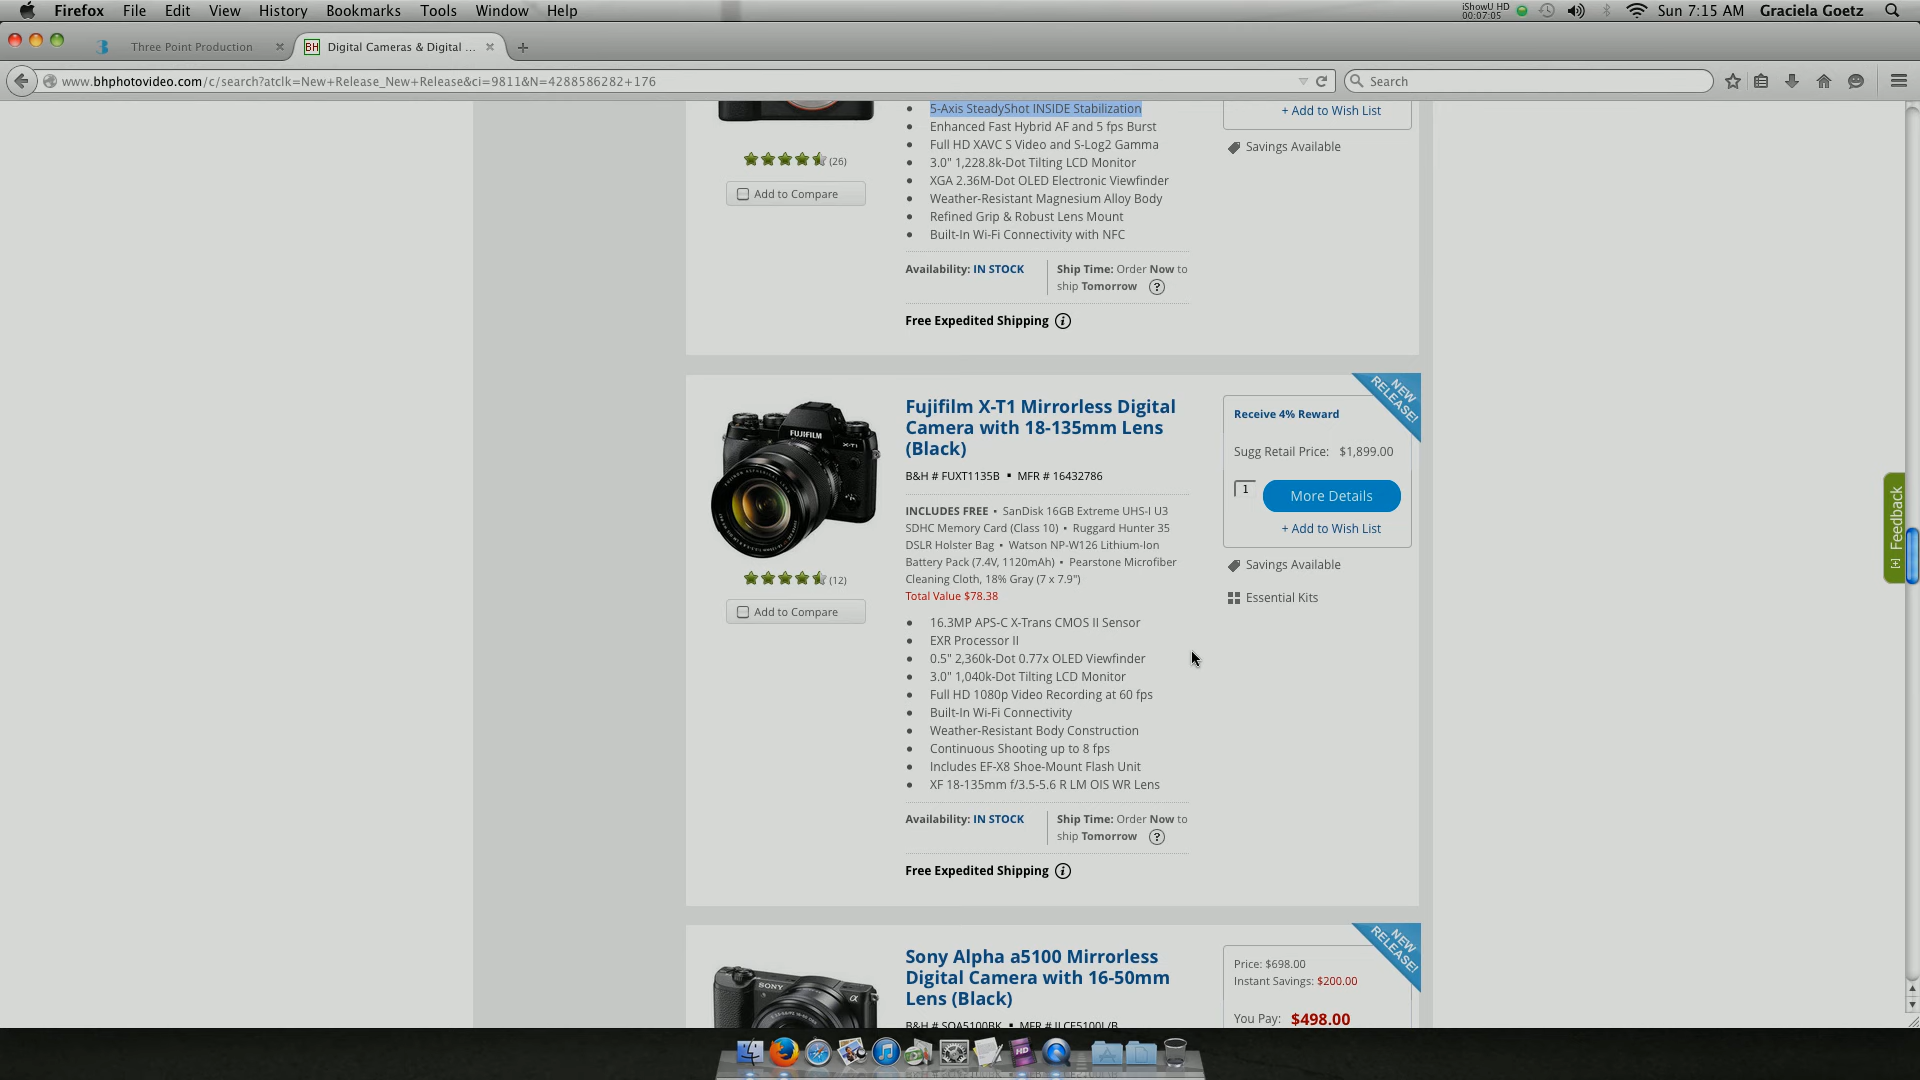 Firefox File Edit View History Bookmarks Tools Window Help iShowU HD 00:07:05 Sun 7:15 AM Graciela Goetz
Three Point Production
BH Digital Cameras & Digital ...
www.bhphotovideo.com/c/search?atclk=New+Release_New+Release&ci=9811&N=4288586282+176
Search
5-Axis SteadyShot INSIDE Stabilization
Enhanced Fast Hybrid AF and 5 fps Burst
Full HD XAVC S Video and S-Log2 Gamma
3.0" 1,228.8k-Dot Tilting LCD Monitor
XGA 2.36M-Dot OLED Electronic Viewfinder
Weather-Resistant Magnesium Alloy Body
Refined Grip & Robust Lens Mount
Built-In Wi-Fi Connectivity with NFC
(26)
Add to Compare
+ Add to Wish List
Savings Available
Availability: IN STOCK
Ship Time: Order Now to
ship Tomorrow ?
Free Expedited Shipping i
FUJIFILM
X-T1
(12)
Add to Compare
Fujifilm X-T1 Mirrorless Digital
Camera with 18-135mm Lens
(Black)
B&H # FUXT1135B • MFR # 16432786
INCLUDES FREE • SanDisk 16GB Extreme UHS-I U3
SDHC Memory Card (Class 10) • Ruggard Hunter 35
DSLR Holster Bag • Watson NP-W126 Lithium-Ion
Battery Pack (7.4V, 1120mAh) • Pearstone Microfiber
Cleaning Cloth, 18% Gray (7 x 7.9")
Total Value $78.38
16.3MP APS-C X-Trans CMOS II Sensor
EXR Processor II
0.5" 2,360k-Dot 0.77x OLED Viewfinder
3.0" 1,040k-Dot Tilting LCD Monitor
Full HD 1080p Video Recording at 60 fps
Built-In Wi-Fi Connectivity
Weather-Resistant Body Construction
Continuous Shooting up to 8 fps
Includes EF-X8 Shoe-Mount Flash Unit
XF 18-135mm f/3.5-5.6 R LM OIS WR Lens
Availability: IN STOCK
Ship Time: Order Now to
ship Tomorrow ?
Free Expedited Shipping i
NEW
RELEASE!
Receive 4% Reward
Sugg Retail Price: $1,899.00
1 More Details
+ Add to Wish List
Savings Available
Essential Kits
[+] Feedback
SONY
α
Sony Alpha a5100 Mirrorless
Digital Camera with 16-50mm
Lens (Black)
B&H # SOA5100BK • MFR # ILCE5100L/B
NEW
RELEASE!
Price: $698.00
Instant Savings: $200.00
You Pay: $498.00
HD